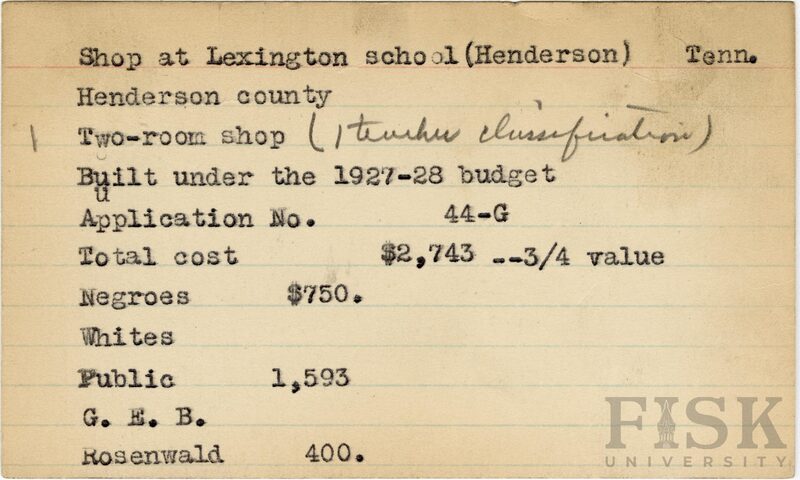 Shop at Lexington school(Henderson) Tenn.
Henderson county
1 Two-room shop (1 teacher classification)
Built under the 1927-28 budget
Application No. 44-G
Total cost $2,743 --3/4 value
Negroes $750.
Whites
Public 1,593
G. E. B.
Rosenwald 400.
FISK
UNIVERSITY